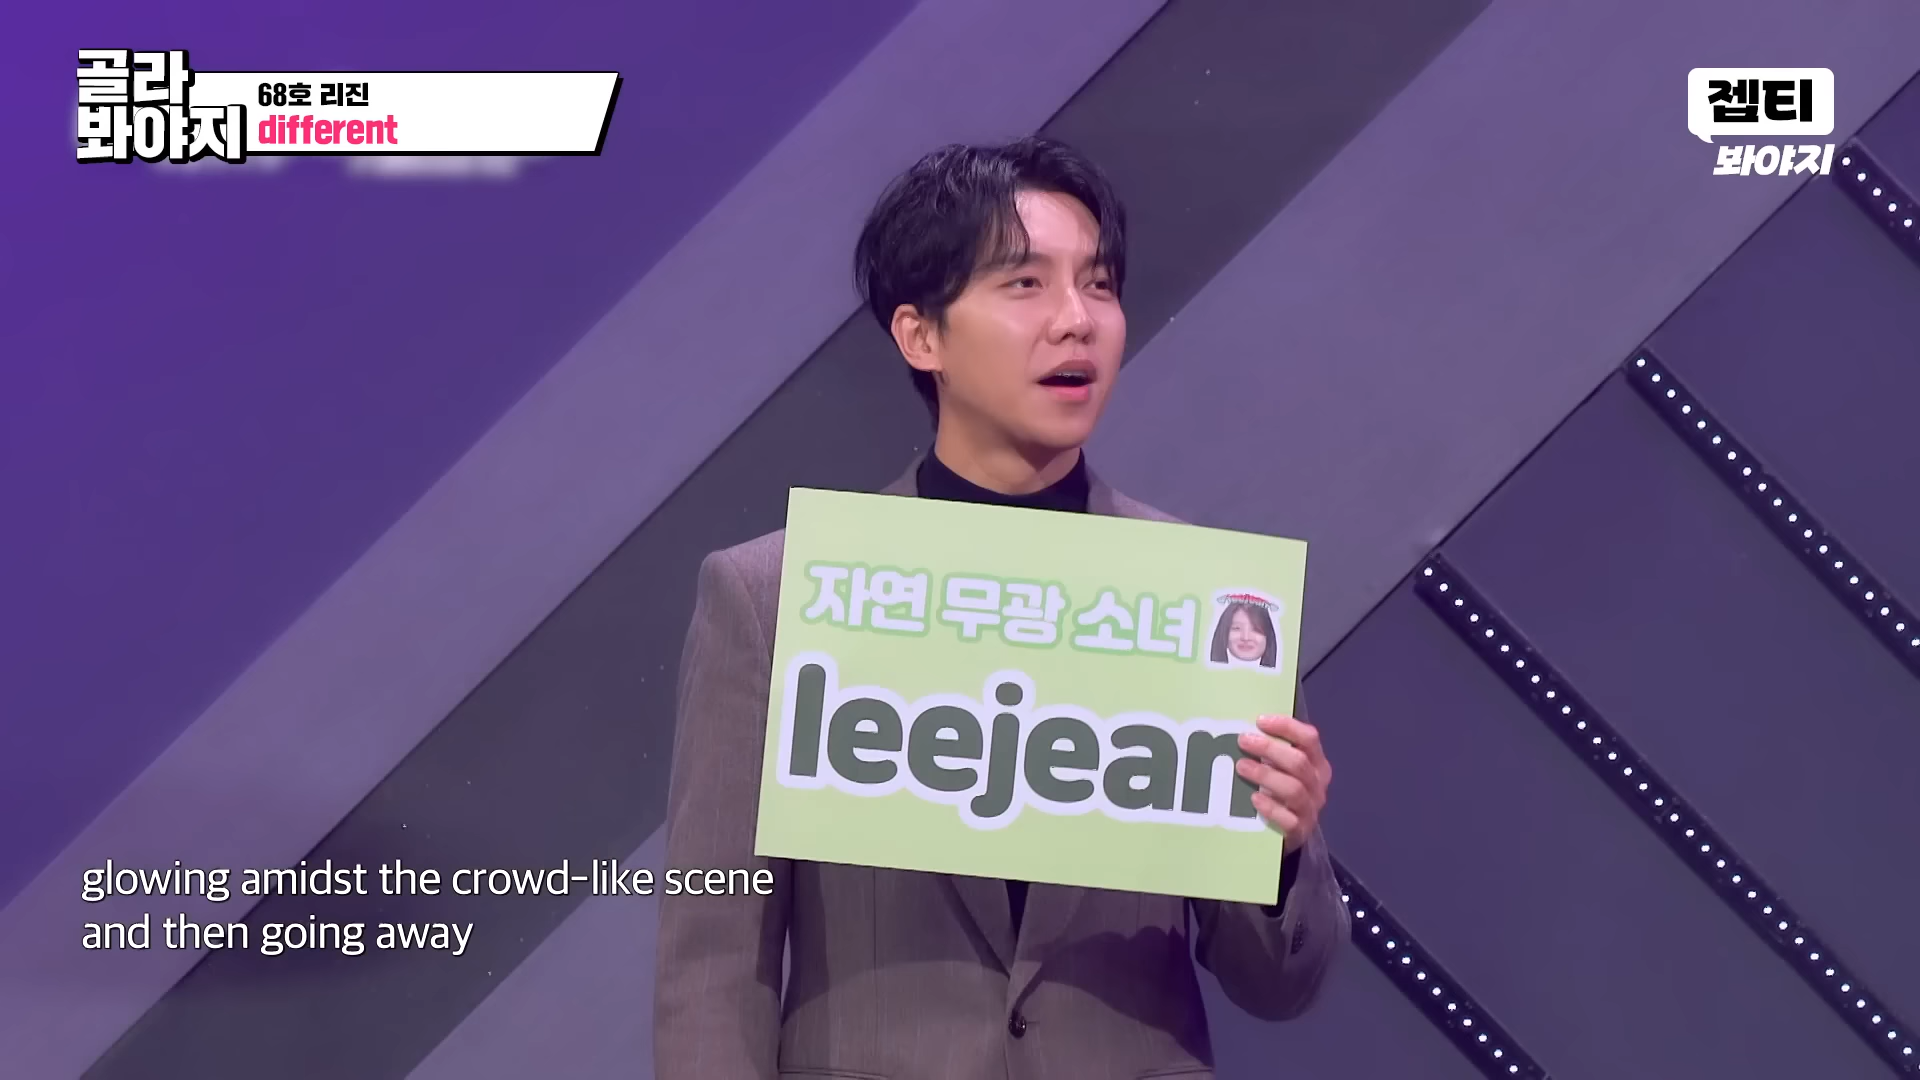 골라
봐야지
68호 리진
different
젭티
봐야지
자연 무광 소녀
leejean
leejean
glowing amidst the crowd-like scene
and then going away